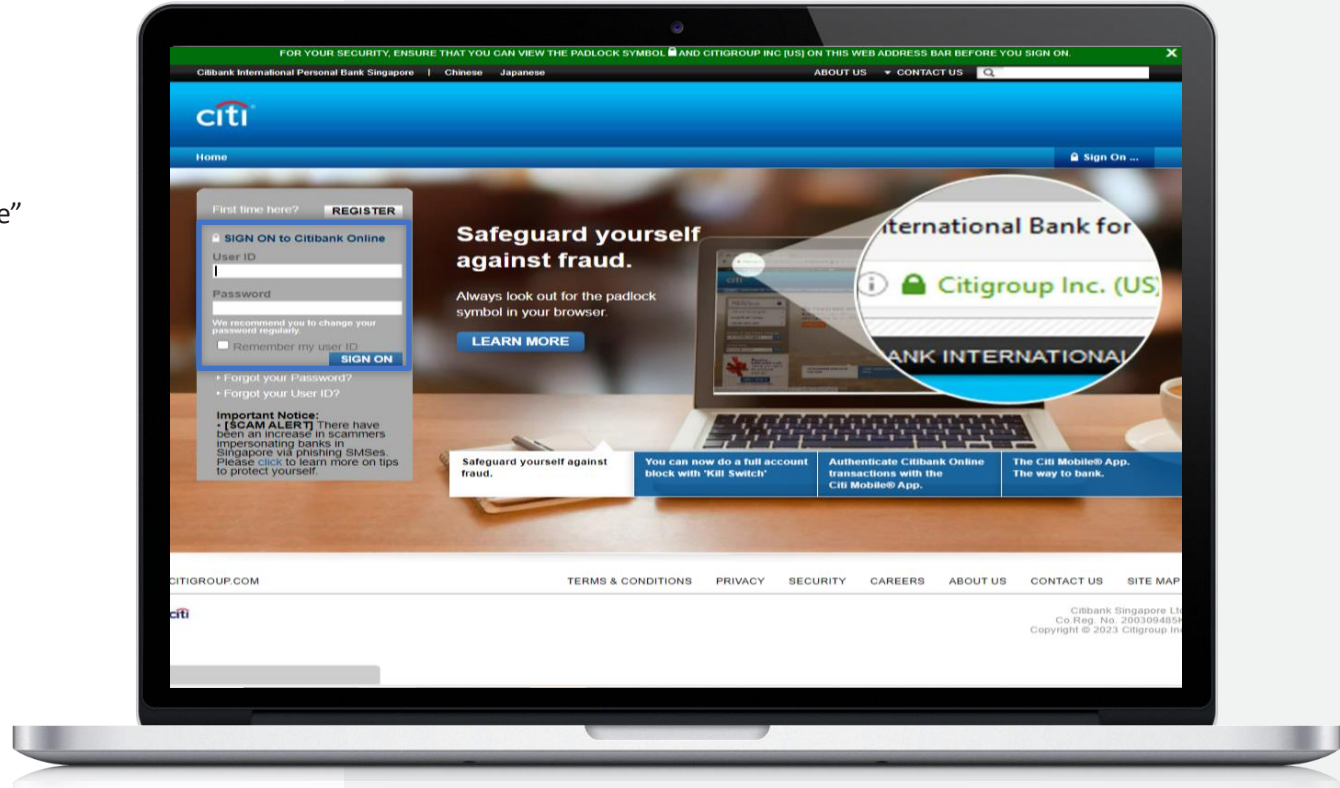 e”
FOR YOUR SECURITY, ENSURE THAT YOU CAN VIEW THE PADLOCK SYMBOL AND CITIGROUP INC [US] ON THIS WEB ADDRESS BAR BEFORE YOU SIGN ON. X
Citibank International Personal Bank Singapore | Chinese Japanese ABOUT US CONTACT US
citi
Home Sign On ...
First time here? REGISTER
SIGN ON to Citibank Online
User ID
Password
We recommend you to change your
password regularly.
Remember my user ID
SIGN ON
Forgot your Password?
Forgot your User ID?
Important Notice:
• [SCAM ALERT] There have
been an increase in scammers
impersonating banks in
Singapore via phishing SMSes.
Please click to learn more on tips
to protect yourself.
Safeguard yourself
against fraud.
Always look out for the padlock
symbol in your browser.
LEARN MORE
citi
ternational Bank for
Citigroup Inc. (US)
ANK INTERNATIONAL
Safeguard yourself against
fraud.
You can now do a full account
block with 'Kill Switch'
Authenticate Citibank Online
transactions with the
Citi Mobile® App.
The Citi Mobile® App.
The way to bank.
CITIGROUP.COM TERMS & CONDITIONS PRIVACY SECURITY CAREERS ABOUT US CONTACT US SITE MAP
citi
Citibank Singapore Lt
Co.Reg. No. 200309485
Copyright © 2023 Citigroup In